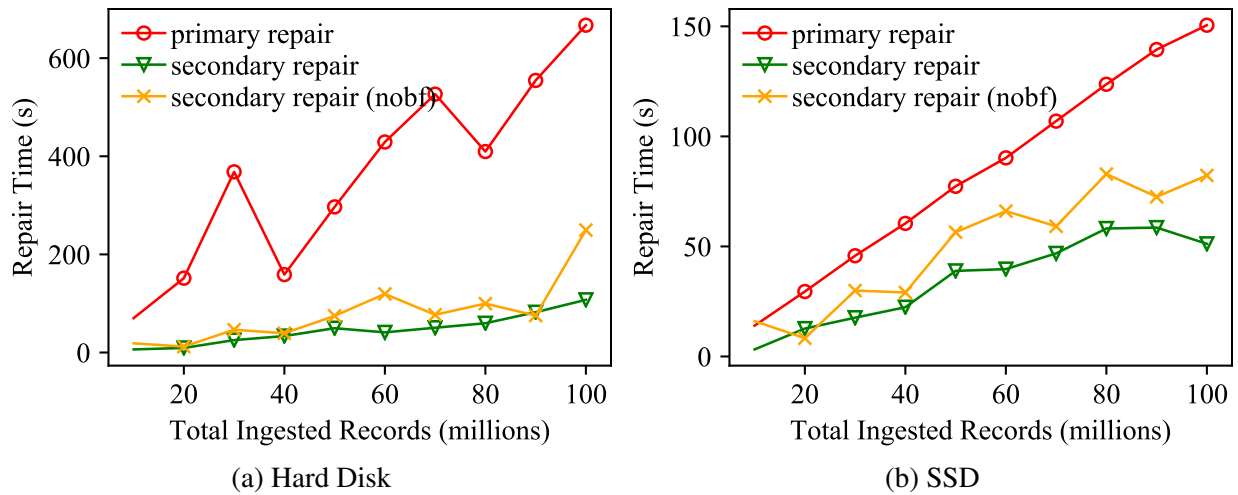 primary repair
secondary repair
secondary repair (nobf)
Repair Time (s)
600
400
200
0
20 40 60 80 100
Total Ingested Records (millions)
(a) Hard Disk
primary repair
secondary repair
secondary repair (nobf)
Repair Time (s)
150
100
50
0
20 40 60 80 100
Total Ingested Records (millions)
(b) SSD